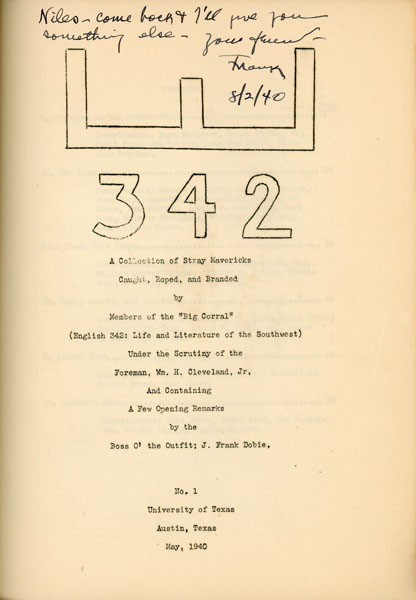 Niles - come back & I'll give you
something else - your friend -
Frank
8/2/40
342
A Collection of Stray Mavericks
Caught, Roped, and Branded
by
Members of the "Big Corral"
(English 342: Life and Literature of the Southwest)
Under the Scrutiny of the
Foreman, Wm. H. Cleveland, Jr.
And Containing
A Few Opening Remarks
by the
Boss O' the Outfit; J. Frank Dobie.
No. 1
University of Texas
Austin, Texas
May, 1940